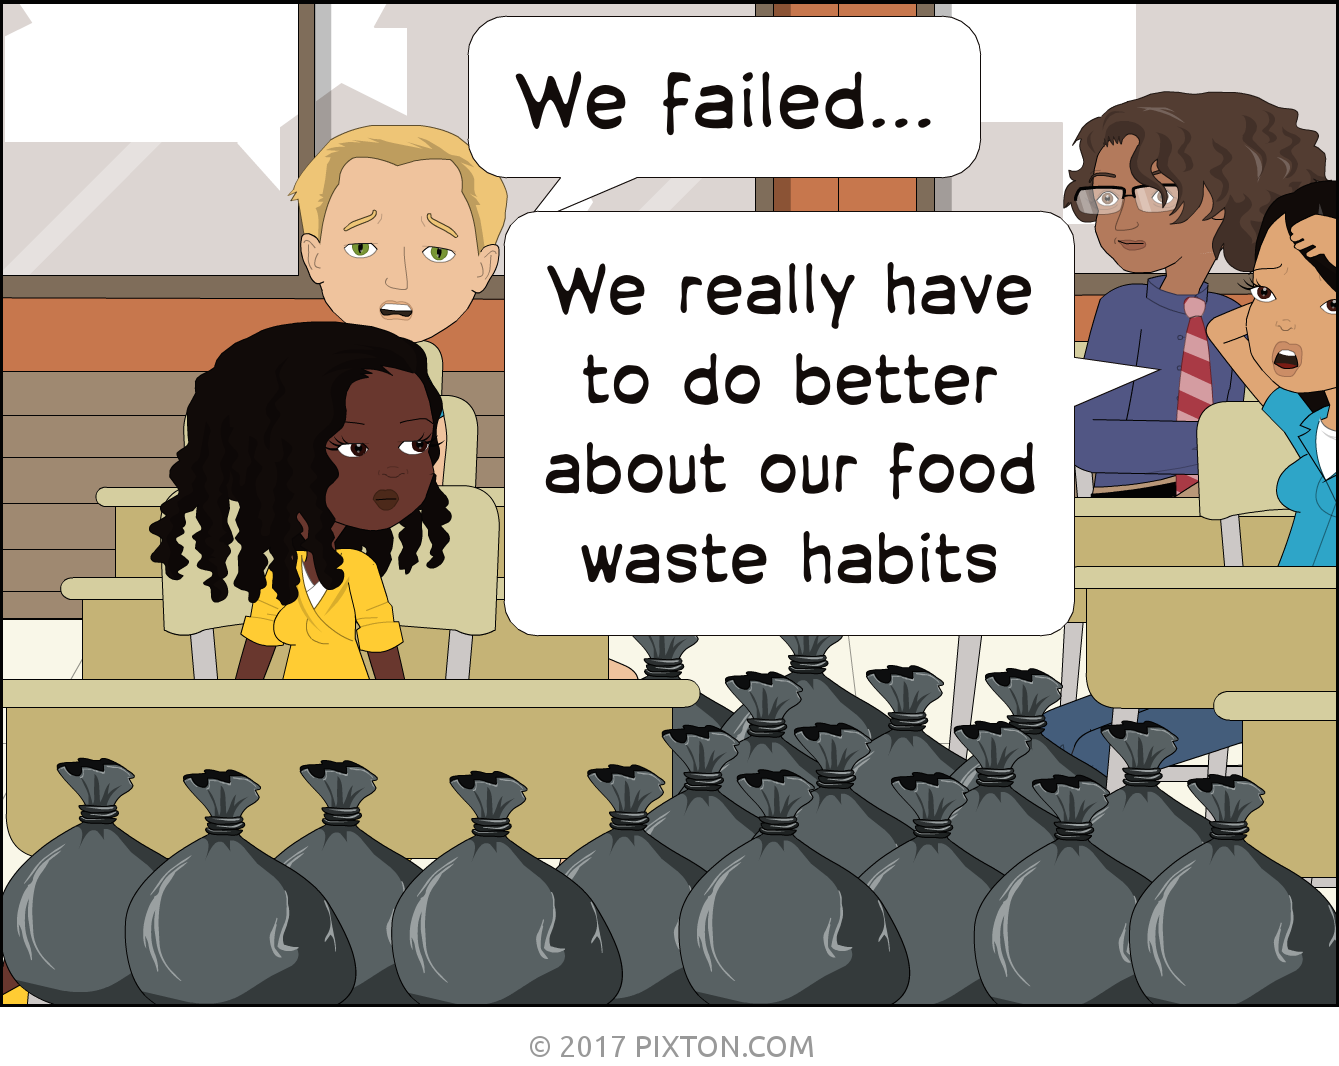 We failed...
We really have
to do better
about our food
waste habits
© 2017 PIXTON.COM